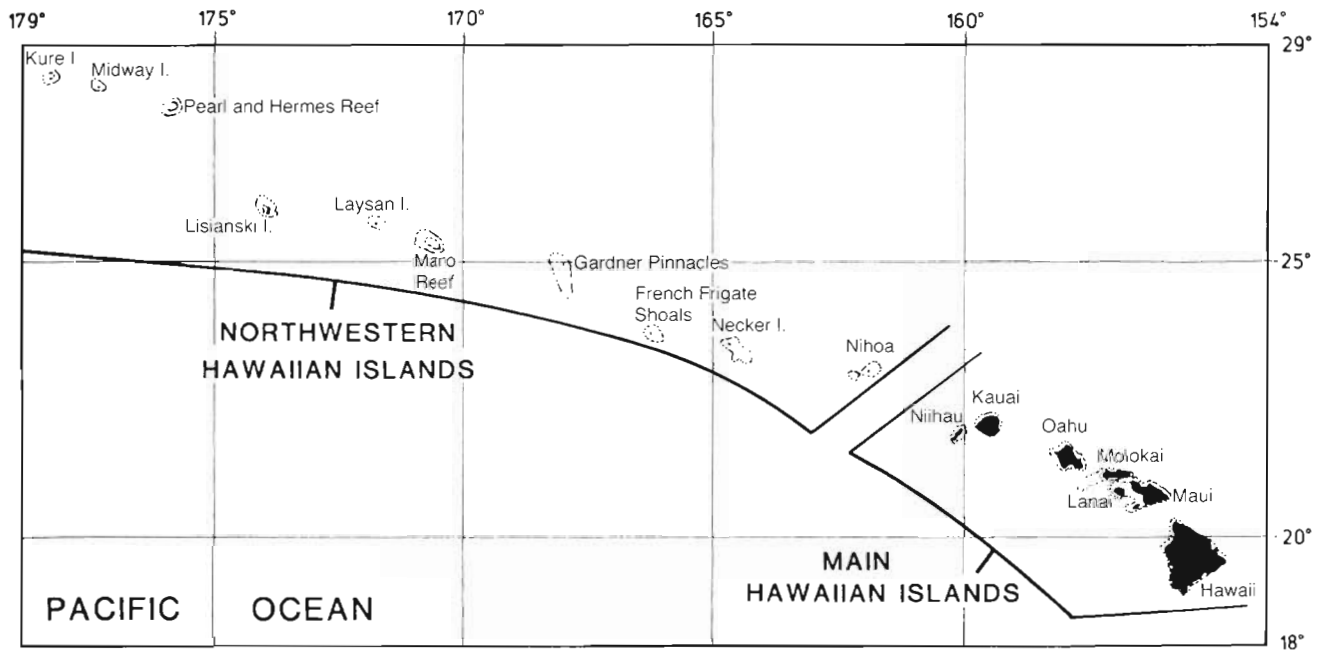 179° 175° 170° 165° 160° 154°
29°
Kure I
Midway I.
Pearl and Hermes Reef
Lisianski I.
Laysan I.
Maro
Reef
25°
Gardner Pinnacles
French Frigate
Shoals
Necker I.
Nihoa
NORTHWESTERN
HAWAIIAN ISLANDS
Niihau
Kauai
Oahu
Molokai
Lanai
Maui
20°
MAIN
HAWAIIAN ISLANDS
Hawaii
PACIFIC OCEAN
18°